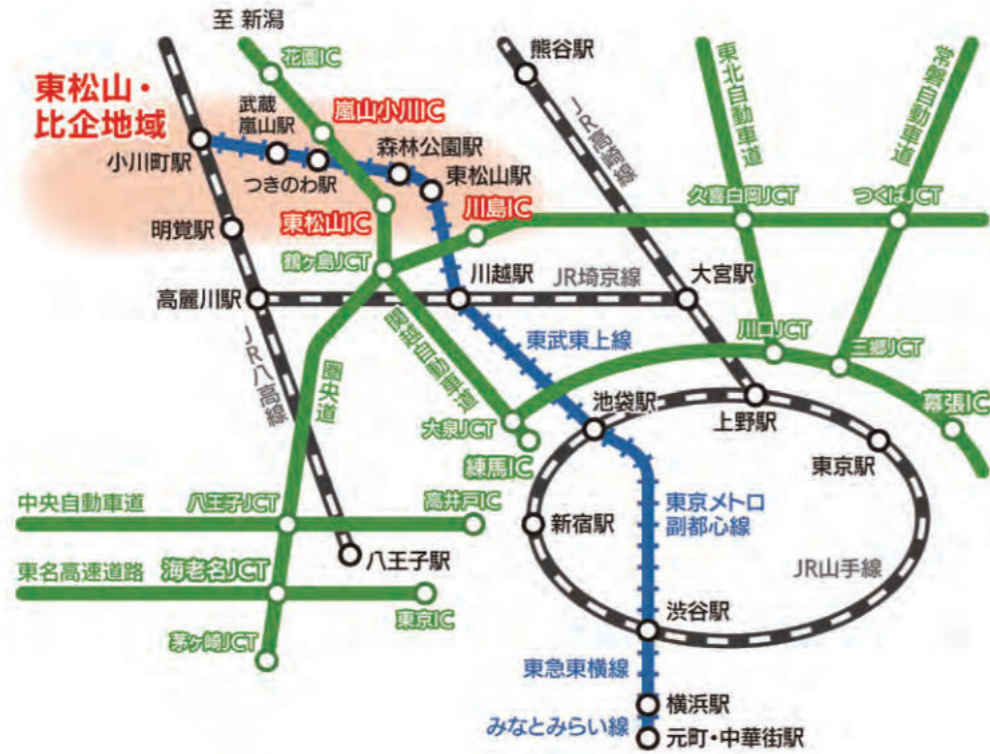 至 新潟
花園IC
熊谷駅
東北自動車道
常磐自動車道
東松山・
比企地域
武蔵
嵐山駅
嵐山小川IC
JR高崎線
小川町駅
つきのわ駅
森林公園駅
東松山駅
久喜白岡JCT
つくばJCT
明覚駅
東松山IC
川島IC
鶴ヶ島JCT
川越駅
JR埼京線
大宮駅
高麗川駅
JR八高線
圏央道
関越自動車道
東武東上線
川口JCT
三郷JCT
大泉JCT
池袋駅
上野駅
幕張IC
練馬IC
東京駅
中央自動車道
八王子JCT
高井戸IC
新宿駅
東京メトロ
副都心線
八王子駅
東名高速道路
海老名JCT
JR山手線
東京IC
茅ヶ崎JCT
渋谷駅
東急東横線
横浜駅
みなとみらい線
元町・中華街駅